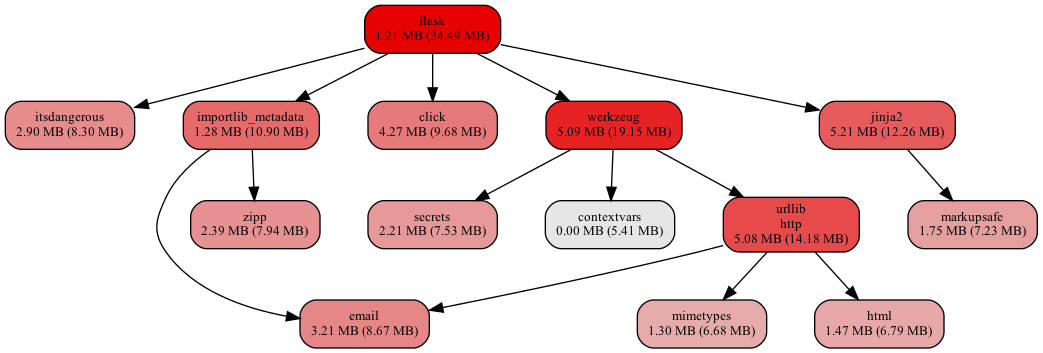 flask
1.21 MB (24.49 MB)
itsdangerous
2.90 MB (8.30 MB)
importlib_metadata
1.28 MB (10.90 MB)
click
4.27 MB (9.68 MB)
werkzeug
5.09 MB (19.15 MB)
jinja2
5.21 MB (12.26 MB)
zipp
2.39 MB (7.94 MB)
secrets
2.21 MB (7.53 MB)
contextvars
0.00 MB (5.41 MB)
urllib
http
5.08 MB (14.18 MB)
markupsafe
1.75 MB (7.23 MB)
email
3.21 MB (8.67 MB)
mimetypes
1.30 MB (6.68 MB)
html
1.47 MB (6.79 MB)